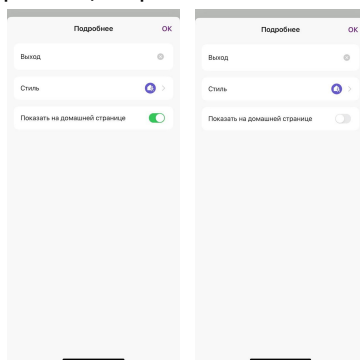 Подробнее
OK
Выход
Стиль
Показать на домашней странице
Подробнее
OK
Выход
Стиль
Показать на домашней странице